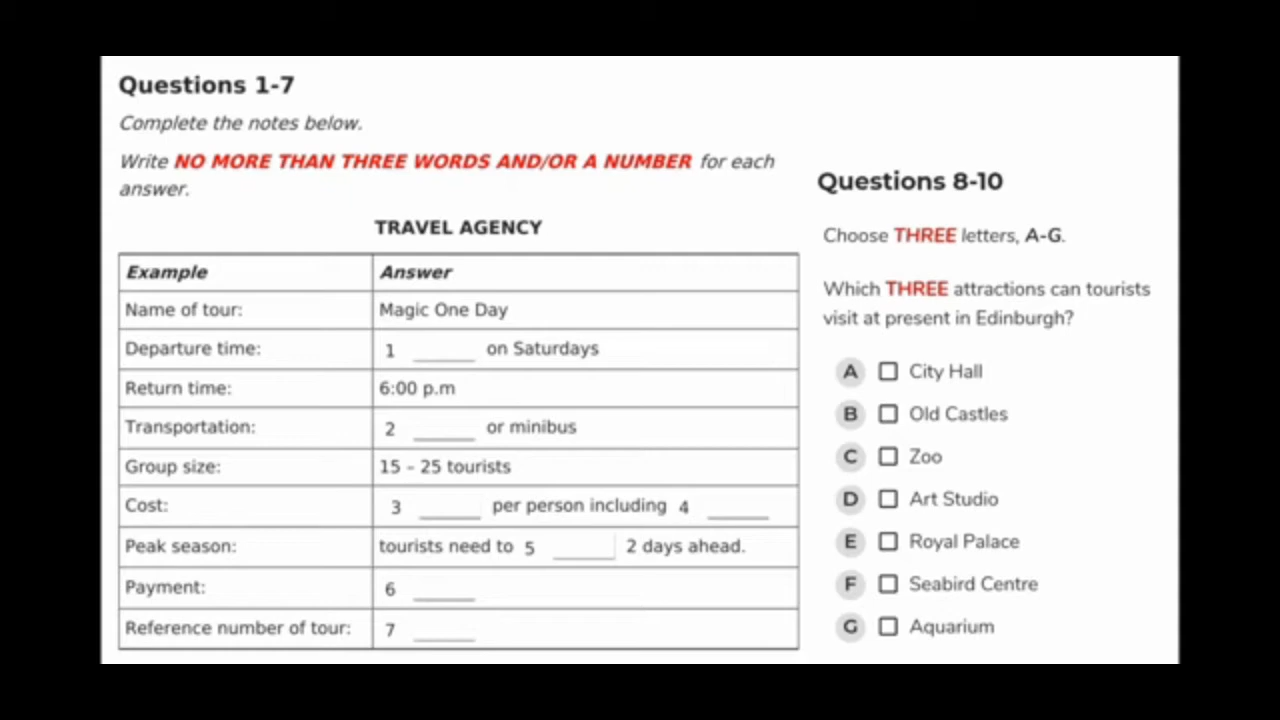 Questions 1-7
Complete the notes below.
Write NO MORE THAN THREE WORDS AND/OR A NUMBER for each
answer.
TRAVEL AGENCY
Example Answer
Name of tour: Magic One Day
Departure time: 1 ______ on Saturdays
Return time: 6:00 p.m
Transportation: 2 ______ or minibus
Group size: 15 – 25 tourists
Cost: 3 ______ per person including 4 ______
Peak season: tourists need to 5 ______ 2 days ahead.
Payment: 6 ______
Reference number of tour: 7 ______
Questions 8-10
Choose THREE letters, A-G.
Which THREE attractions can tourists
visit at present in Edinburgh?
A City Hall
B Old Castles
C Zoo
D Art Studio
E Royal Palace
F Seabird Centre
G Aquarium